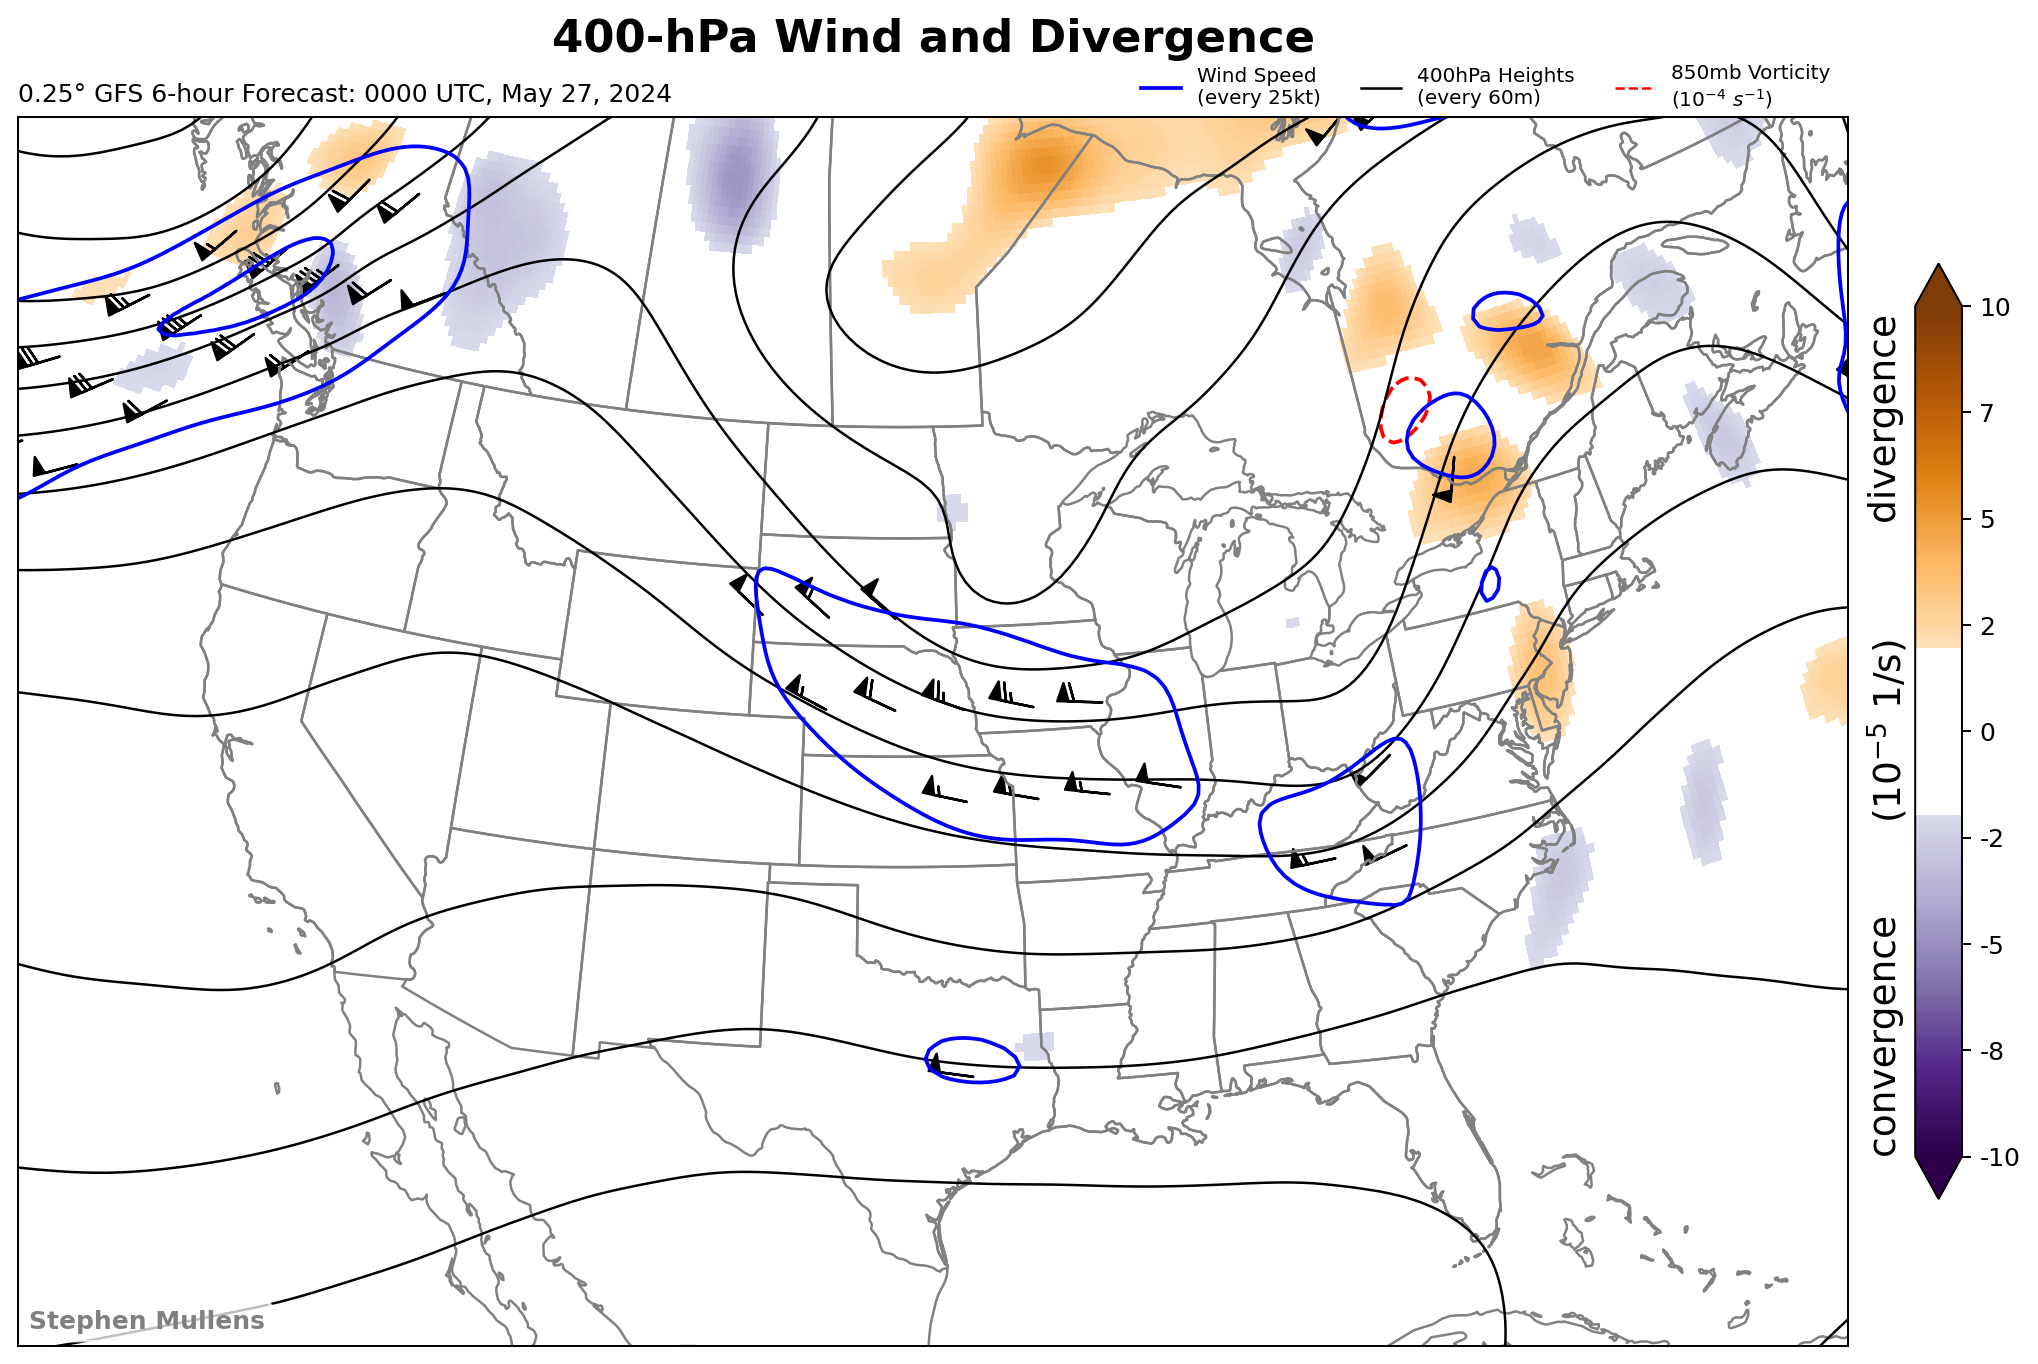 400-hPa Wind and Divergence
0.25° GFS 6-hour Forecast: 0000 UTC, May 27, 2024
Wind Speed
(every 25kt)
400hPa Heights
(every 60m)
850mb Vorticity
(10⁻⁴ s⁻¹)
10
7
5
2
0
-2
-5
-8
-10
convergence (10⁻⁵ 1/s) divergence
Stephen Mullens